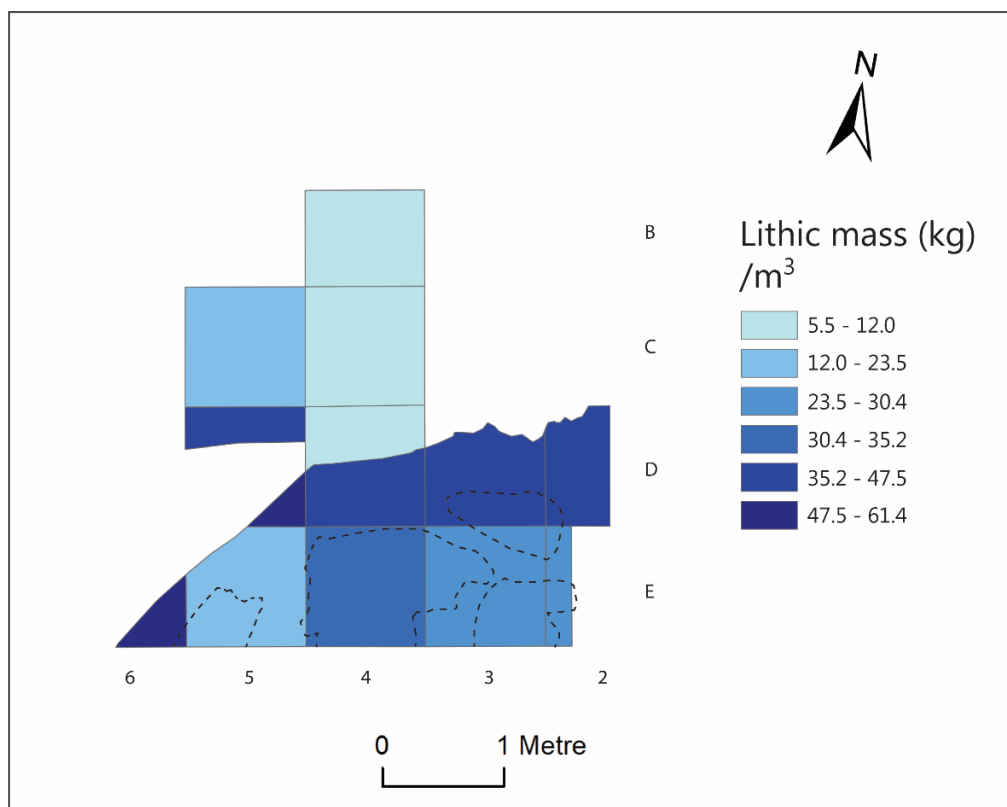 N
B
C
D
E
6 5 4 3 2
Lithic mass (kg)
/m³
5.5 - 12.0
12.0 - 23.5
23.5 - 30.4
30.4 - 35.2
35.2 - 47.5
47.5 - 61.4
0 1 Metre